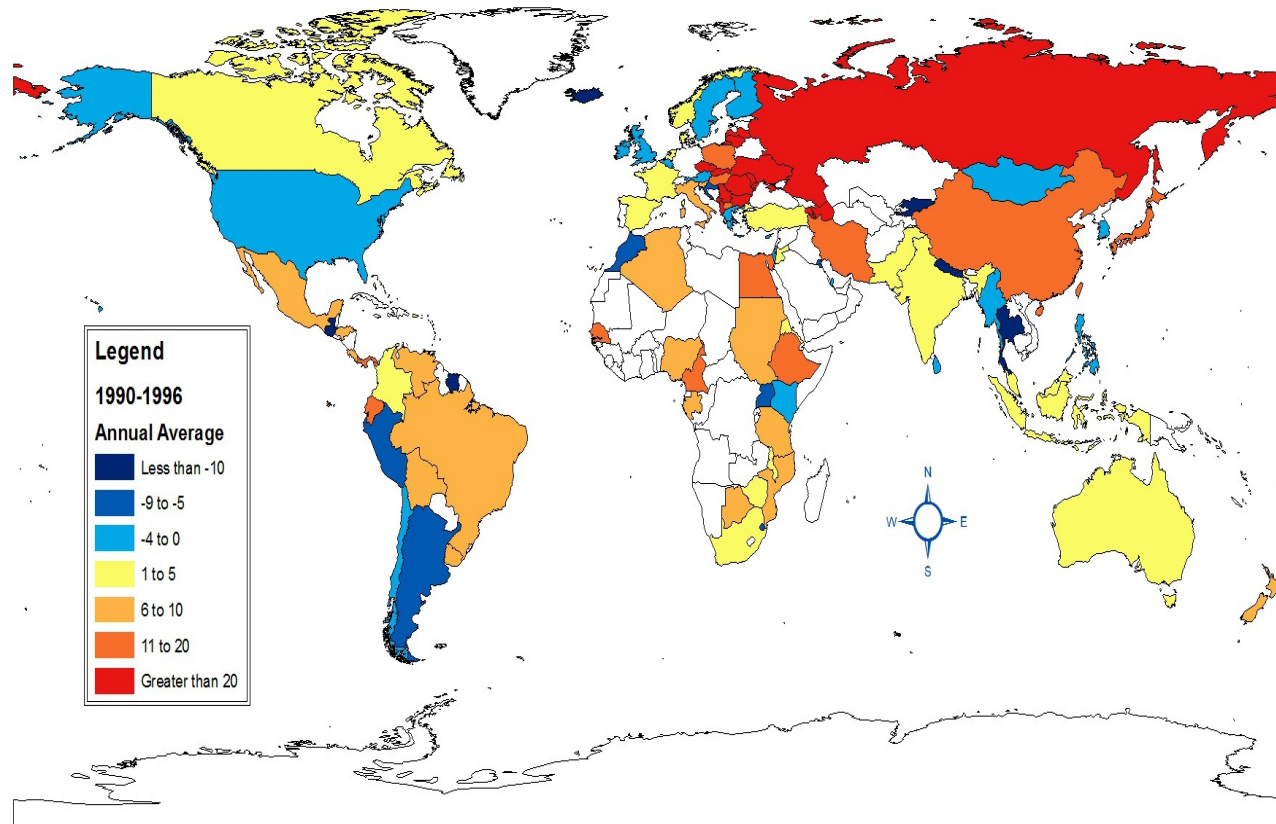 Legend
1990-1996
Annual Average
Less than -10
-9 to -5
-4 to 0
1 to 5
6 to 10
11 to 20
Greater than 20
N
W E
S